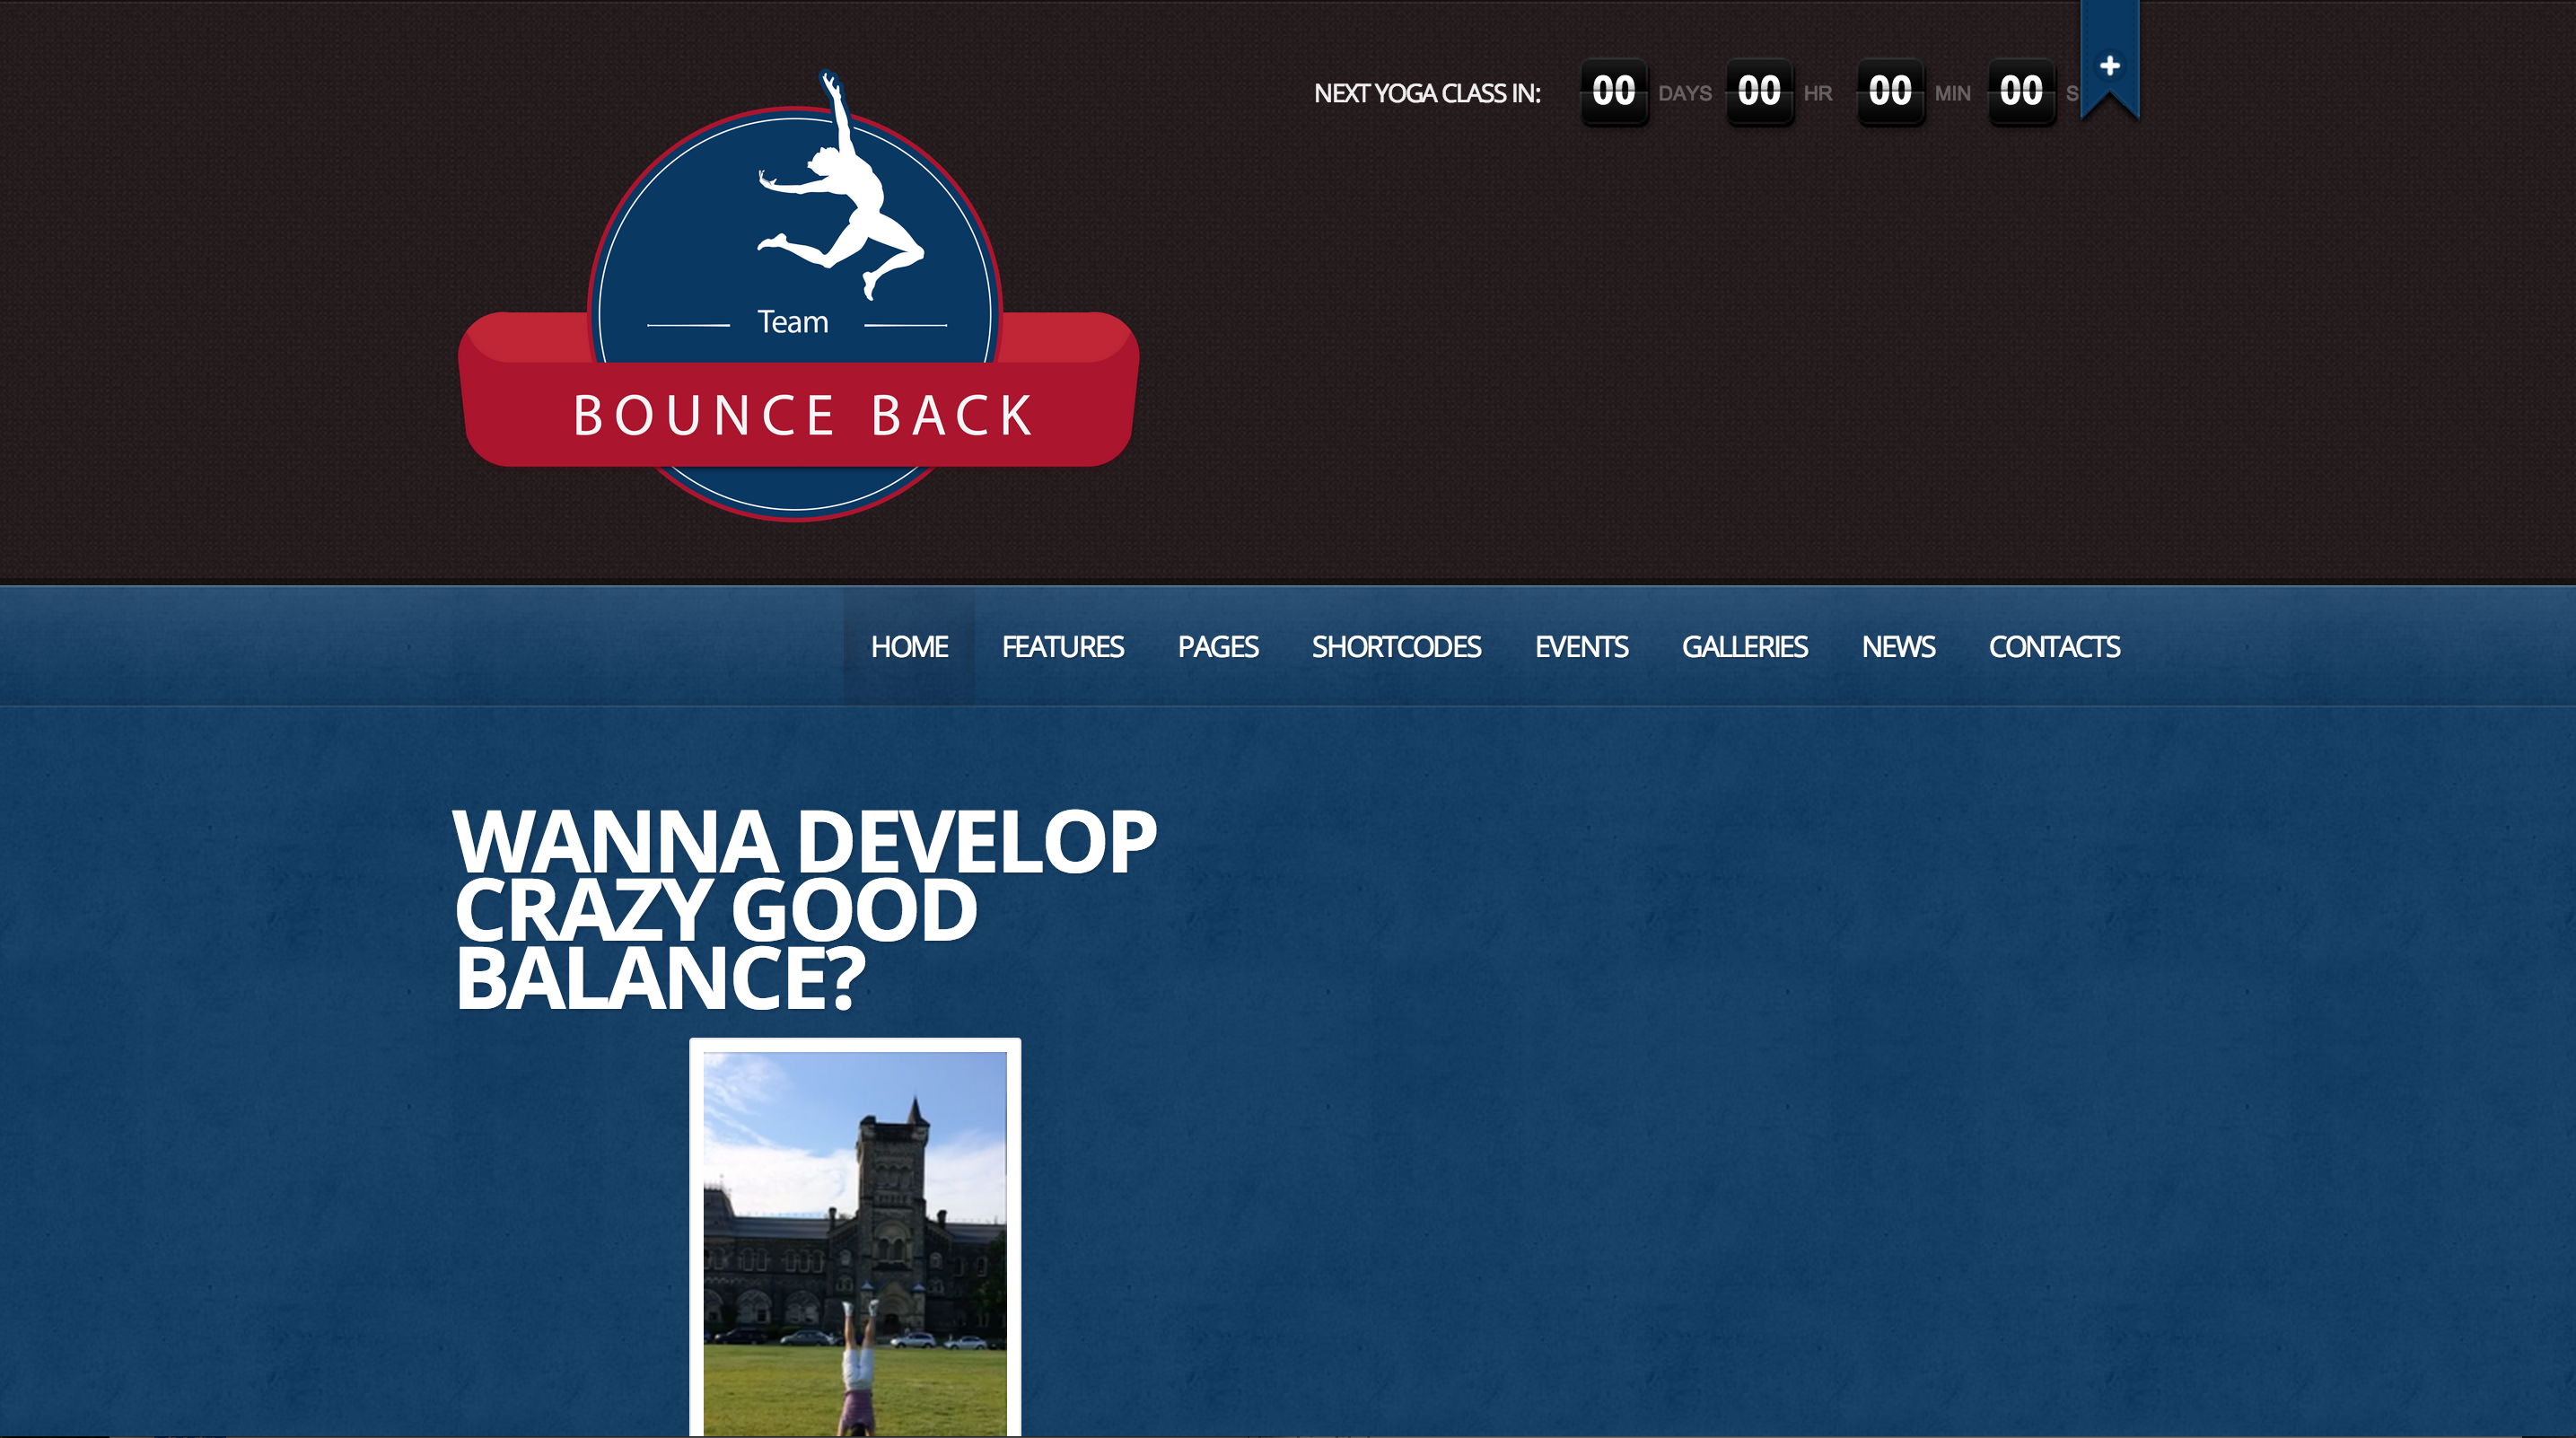 NEXT YOGA CLASS IN: 00 DAYS 00 HR 00 MIN 00 S
Team
BOUNCE BACK
HOME FEATURES PAGES SHORTCODES EVENTS GALLERIES NEWS CONTACTS
WANNA DEVELOP
CRAZY GOOD
BALANCE?